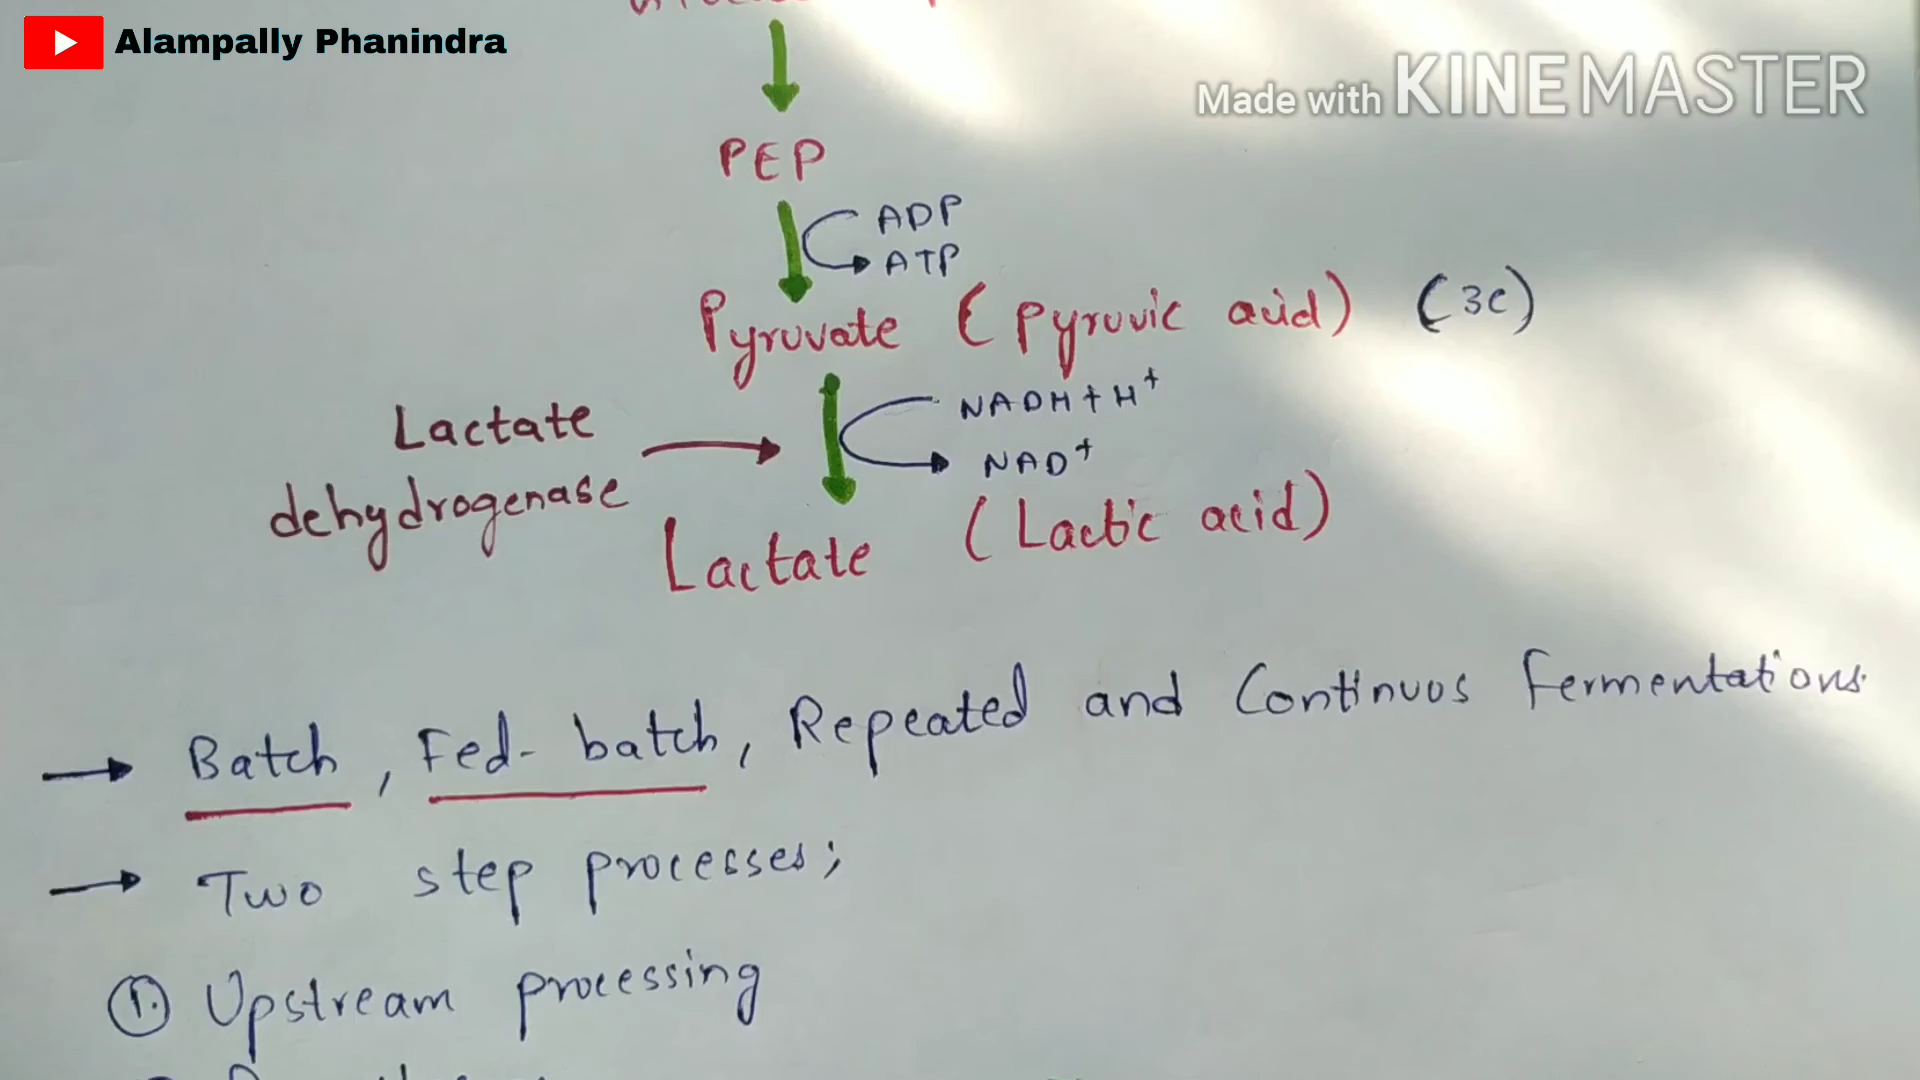 Alampally Phanindra
Made with KINEMASTER
PEP
ADP
ATP
Pyruvate (Pyruvic acid) (3C)
NADH + H+
Lactate
dehydrogenase
NAD+
Lactate (Lactic acid)
→ Batch, Fed-batch, Repeated and Continuos Fermentations.
→ Two step processes;
1. Upstream processing